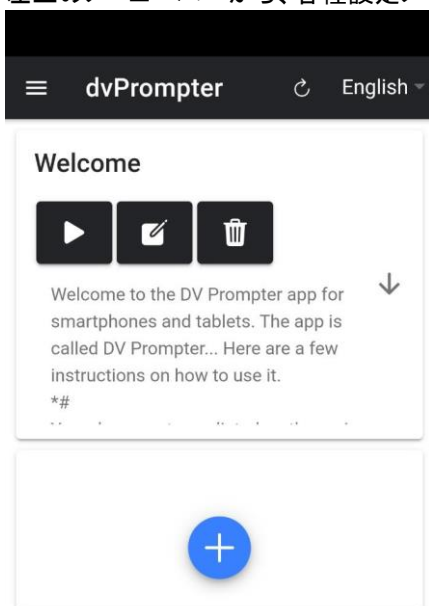 dvPrompter English
Welcome
Welcome to the DV Prompter app for
smartphones and tablets. The app is
called DV Prompter... Here are a few
instructions on how to use it.
*#